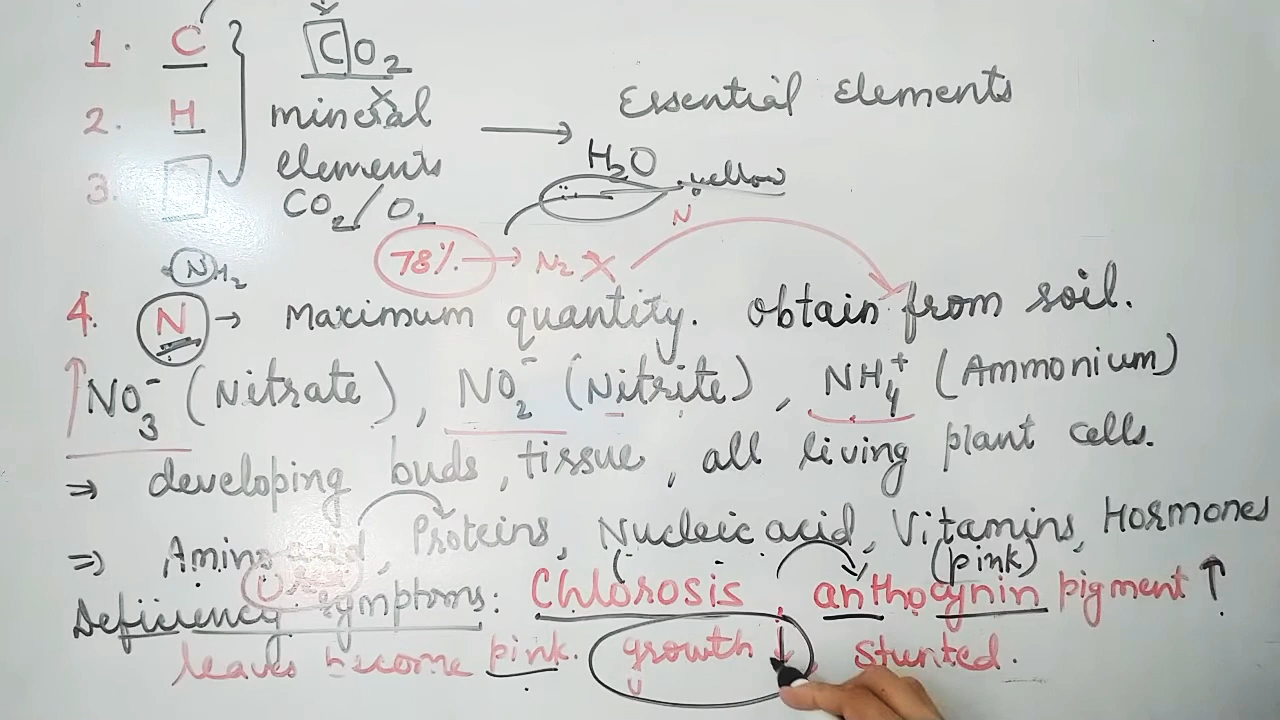 1. C CO2
2. H mineral → Essential Elements
3. elements H2O
CO2/O2 yellow
N
78% → N2 X
NH2
4. N → Maximum quantity. Obtain from soil.
↑NO3- (Nitrate), NO2- (Nitrite), NH4+ (Ammonium)
⇒ developing buds, tissue, all living plant cells.
⇒ Amino acid, Proteins, Nucleic acid, Vitamins, Hormones
(pink)
Deficiency symptoms: Chlorosis anthocynin pigment ↑
leaves become pink. growth ↓, stunted.